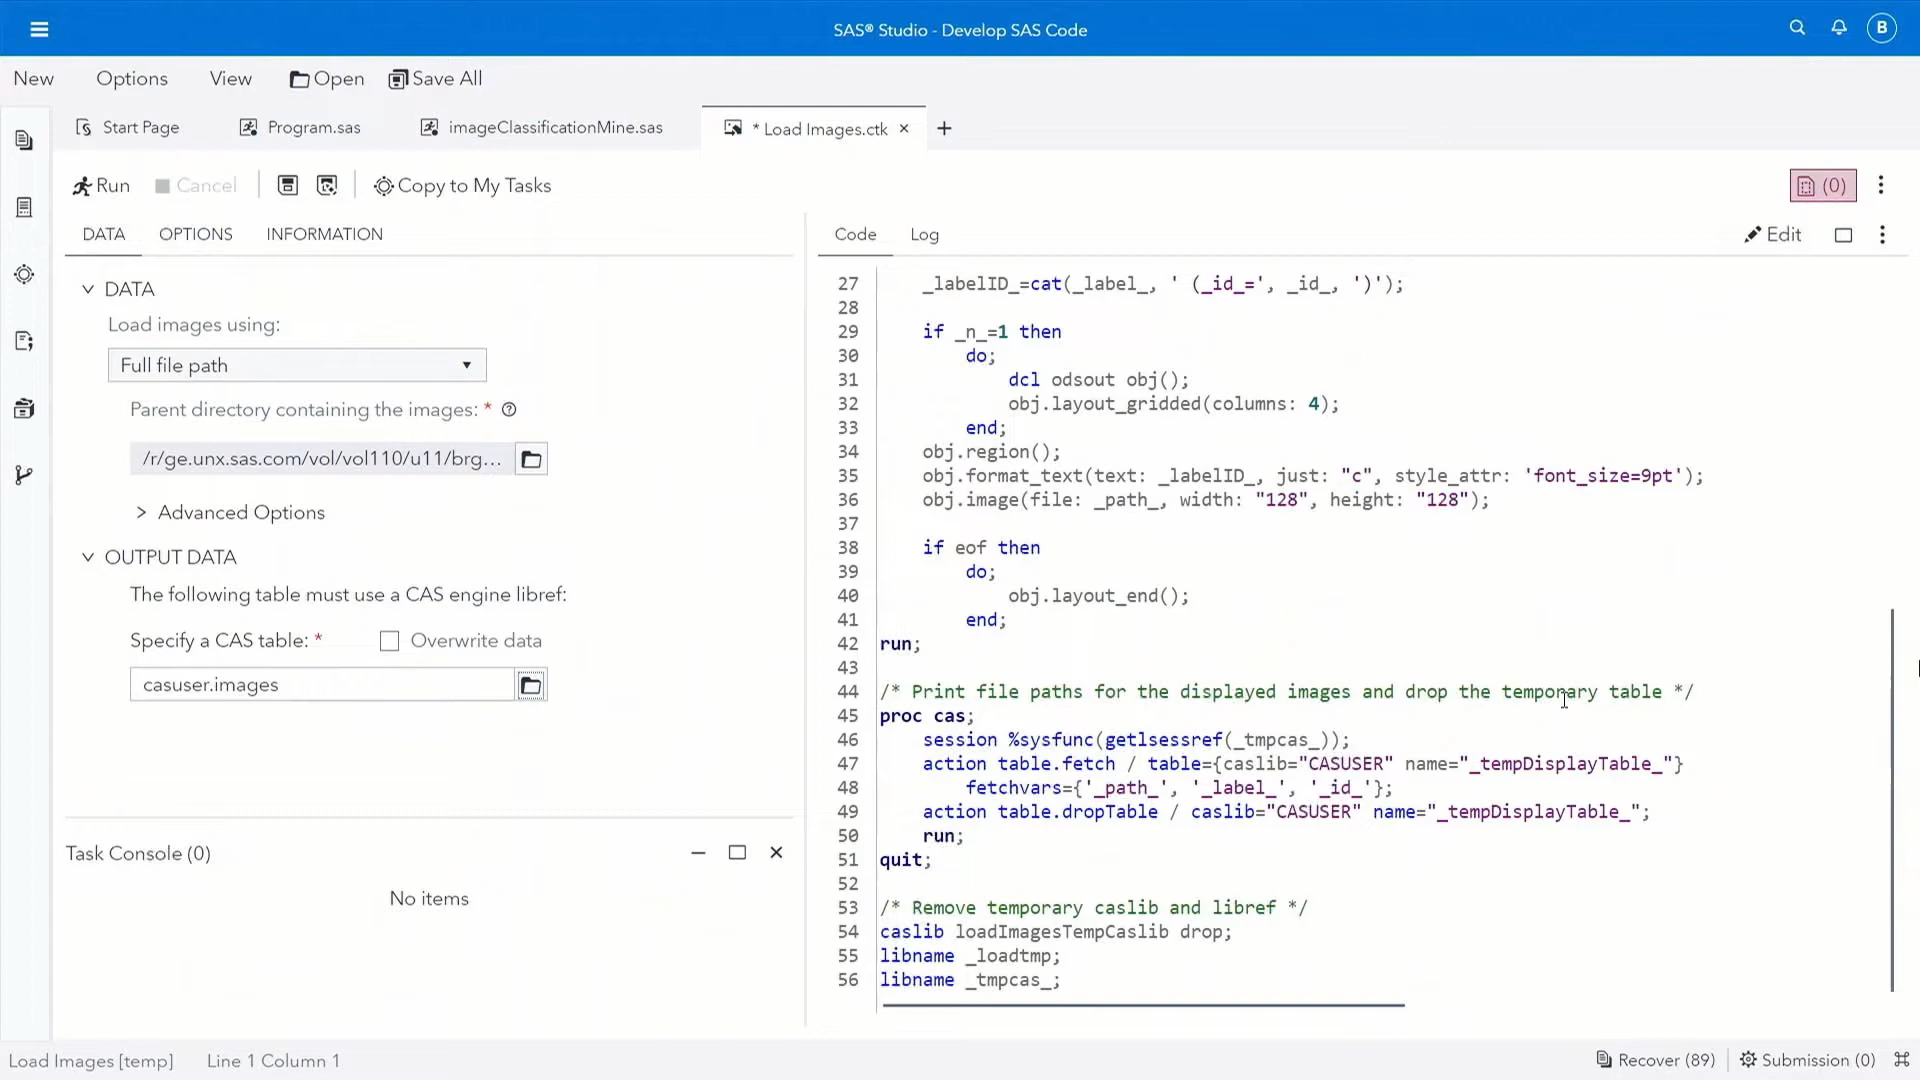 SAS® Studio - Develop SAS Code
B
New Options View Open Save All
Start Page Program.sas imageClassificationMine.sas * Load Images.ctk × +
Run Cancel Copy to My Tasks
(0)
DATA OPTIONS INFORMATION
DATA
Load images using:
Full file path
Parent directory containing the images: *
/r/ge.unx.sas.com/vol/vol110/u11/brg...
Advanced Options
OUTPUT DATA
The following table must use a CAS engine libref:
Specify a CAS table: * Overwrite data
casuser.images
Task Console (0)
No items
Code Log
Edit
27 _labelID_=cat(_label_, ' (_id_=', _id_, ')');
28
29 if _n_=1 then
30 do;
31 dcl odsout obj();
32 obj.layout_gridded(columns: 4);
33 end;
34 obj.region();
35 obj.format_text(text: _labelID_, just: "c", style_attr: 'font_size=9pt');
36 obj.image(file: _path_, width: "128", height: "128");
37
38 if eof then
39 do;
40 obj.layout_end();
41 end;
42 run;
43
44 /* Print file paths for the displayed images and drop the temporary table */
45 proc cas;
46 session %sysfunc(getlsessref(_tmpcas_));
47 action table.fetch / table={caslib="CASUSER" name="_tempDisplayTable_"}
48 fetchvars={'_path_', '_label_', '_id_'};
49 action table.dropTable / caslib="CASUSER" name="_tempDisplayTable_";
50 run;
51 quit;
52
53 /* Remove temporary caslib and libref */
54 caslib loadImagesTempCaslib drop;
55 libname _loadtmp;
56 libname _tmpcas_;
Load Images [temp] Line 1 Column 1
Recover (89) Submission (0)